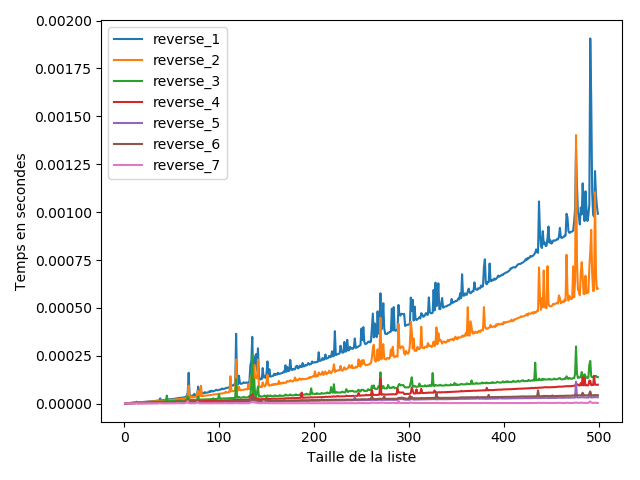 0.00200
0.00175
0.00150
0.00125
0.00100
0.00075
0.00050
0.00025
0.00000
Temps en secondes
reverse_1
reverse_2
reverse_3
reverse_4
reverse_5
reverse_6
reverse_7
0 100 200 300 400 500
Taille de la liste